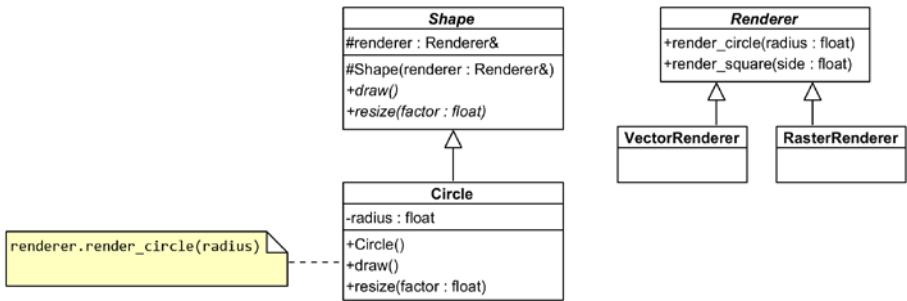 Shape
#renderer : Renderer&
#Shape(renderer : Renderer&)
+draw()
+resize(factor : float)
Renderer
+render_circle(radius : float)
+render_square(side : float)
VectorRenderer
RasterRenderer
Circle
-radius : float
+Circle()
+draw()
+resize(factor : float)
renderer.render_circle(radius)